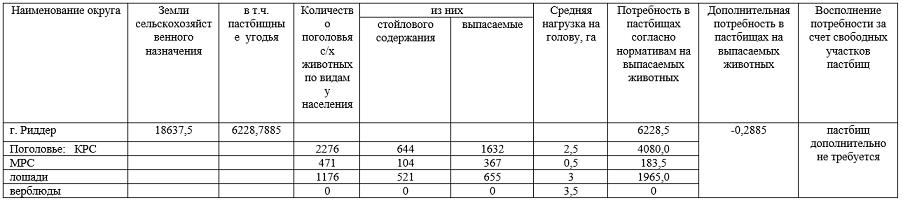 Наименование округа
Земли
сельскохозяйст
венного
назначения
в т.ч.
пастбищны
е угодья
Количеств
о
поголовья
с/х
животных
по видам
у
населения
из них
стойлового
содержания
выпасаемые
Средняя
нагрузка на
голову, га
Потребность в
пастбищах
согласно
нормативам на
выпасаемых
животных
Дополнительная
потребность в
пастбищах на
выпасаемых
животных
Восполнение
потребности за
счет свободных
участков
пастбищ
г. Риддер 18637,5 6228,7885 6228,5 -0,2885 пастбищ
дополнительно
не требуется
Поголовье: КРС 2276 644 1632 2,5 4080,0
МРС 471 104 367 0,5 183,5
лошади 1176 521 655 3 1965,0
верблюды 0 0 0 3,5 0